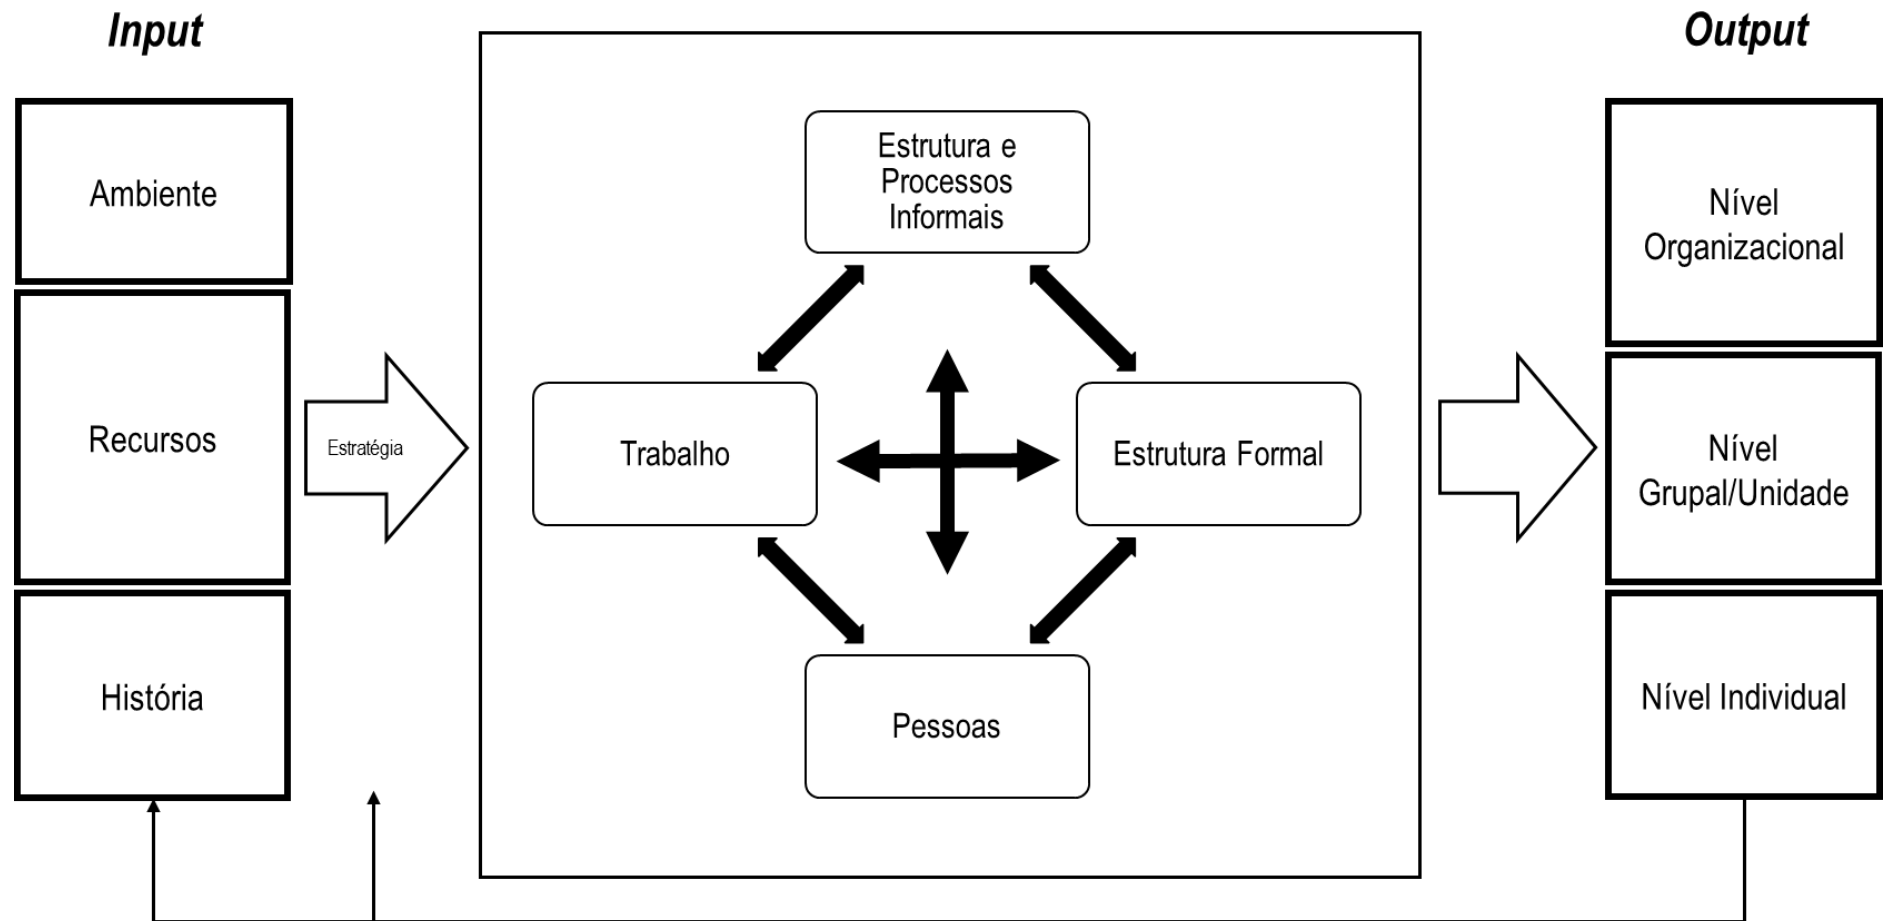 Input
Output
Ambiente
Recursos
História
Estratégia
Estrutura e
Processos
Informais
Trabalho
Estrutura Formal
Pessoas
Nível
Organizacional
Nível
Grupal/Unidade
Nível Individual